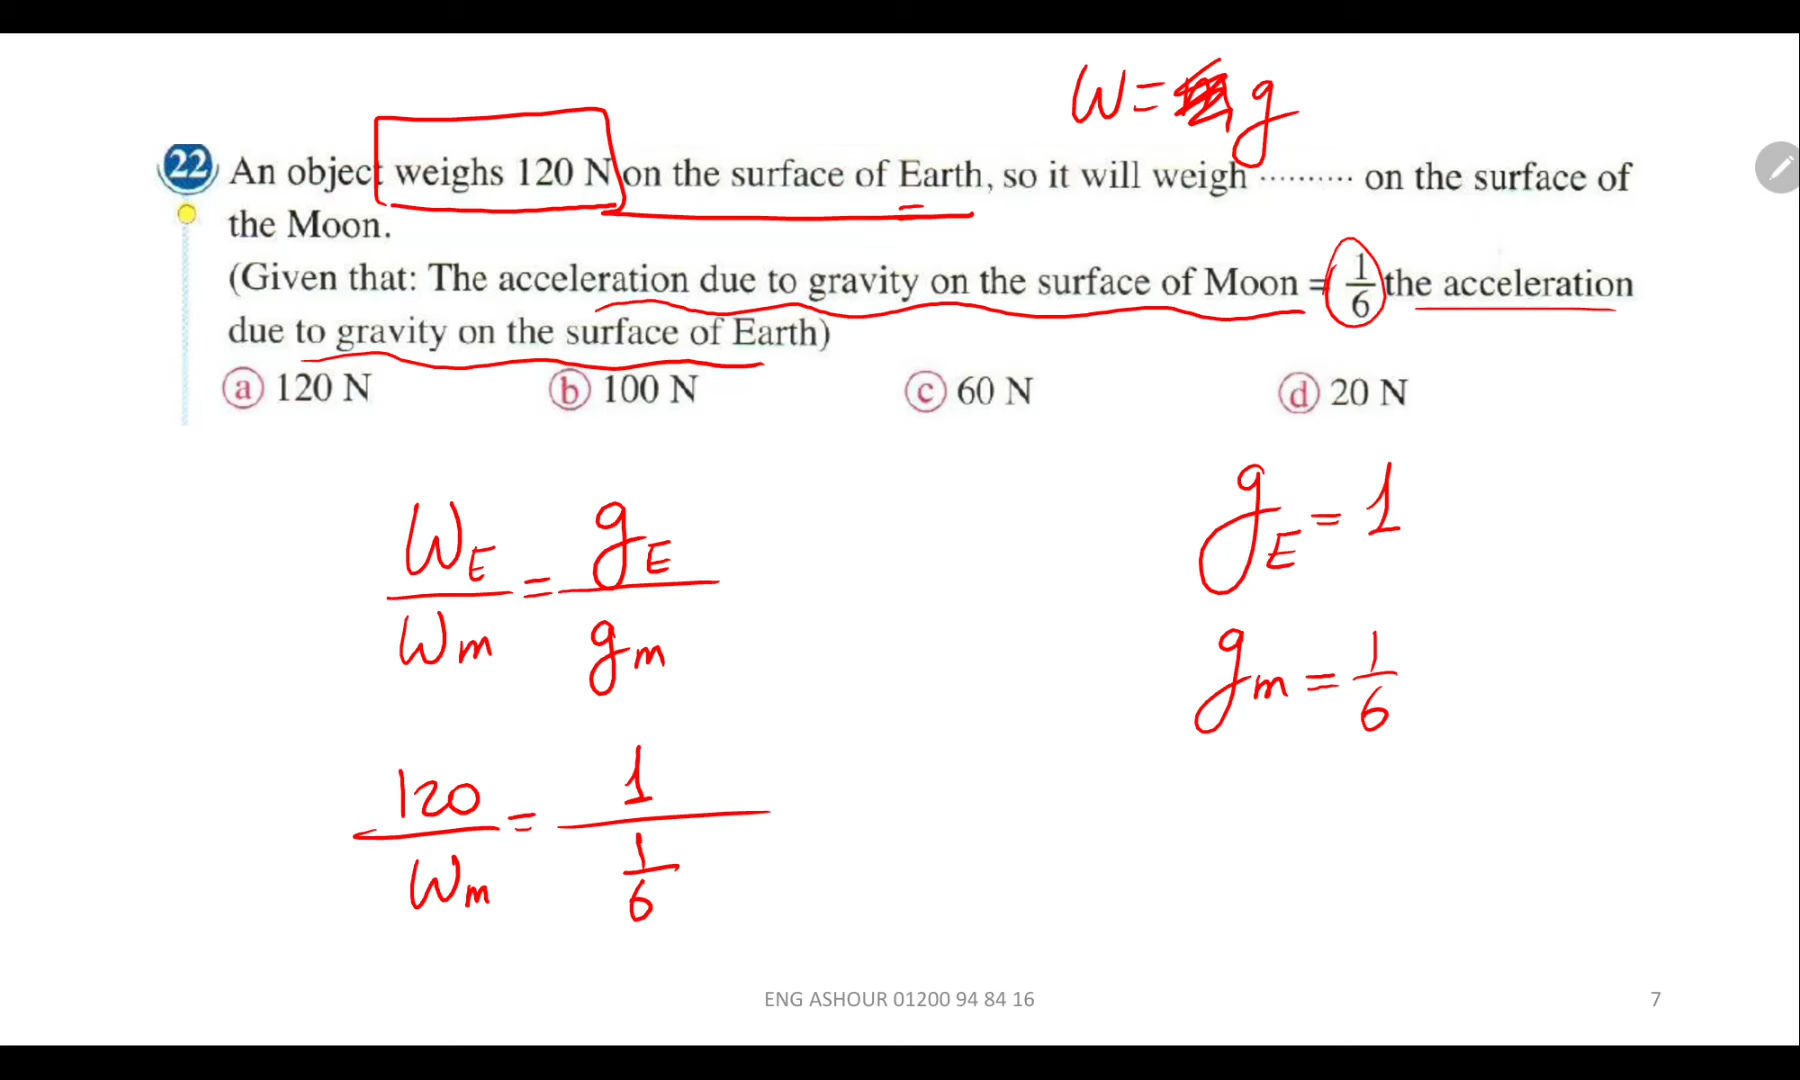 W = g
22 An object weighs 120 N on the surface of Earth, so it will weigh .......... on the surface of
the Moon.
(Given that: The acceleration due to gravity on the surface of Moon = 1/6 the acceleration
due to gravity on the surface of Earth)
a 120 N b 100 N c 60 N d 20 N
W_E / W_m = g_E / g_m
g_E = 1
g_m = 1/6
120 / W_m = 1 / 1/6
ENG ASHOUR 01200 94 84 16 7